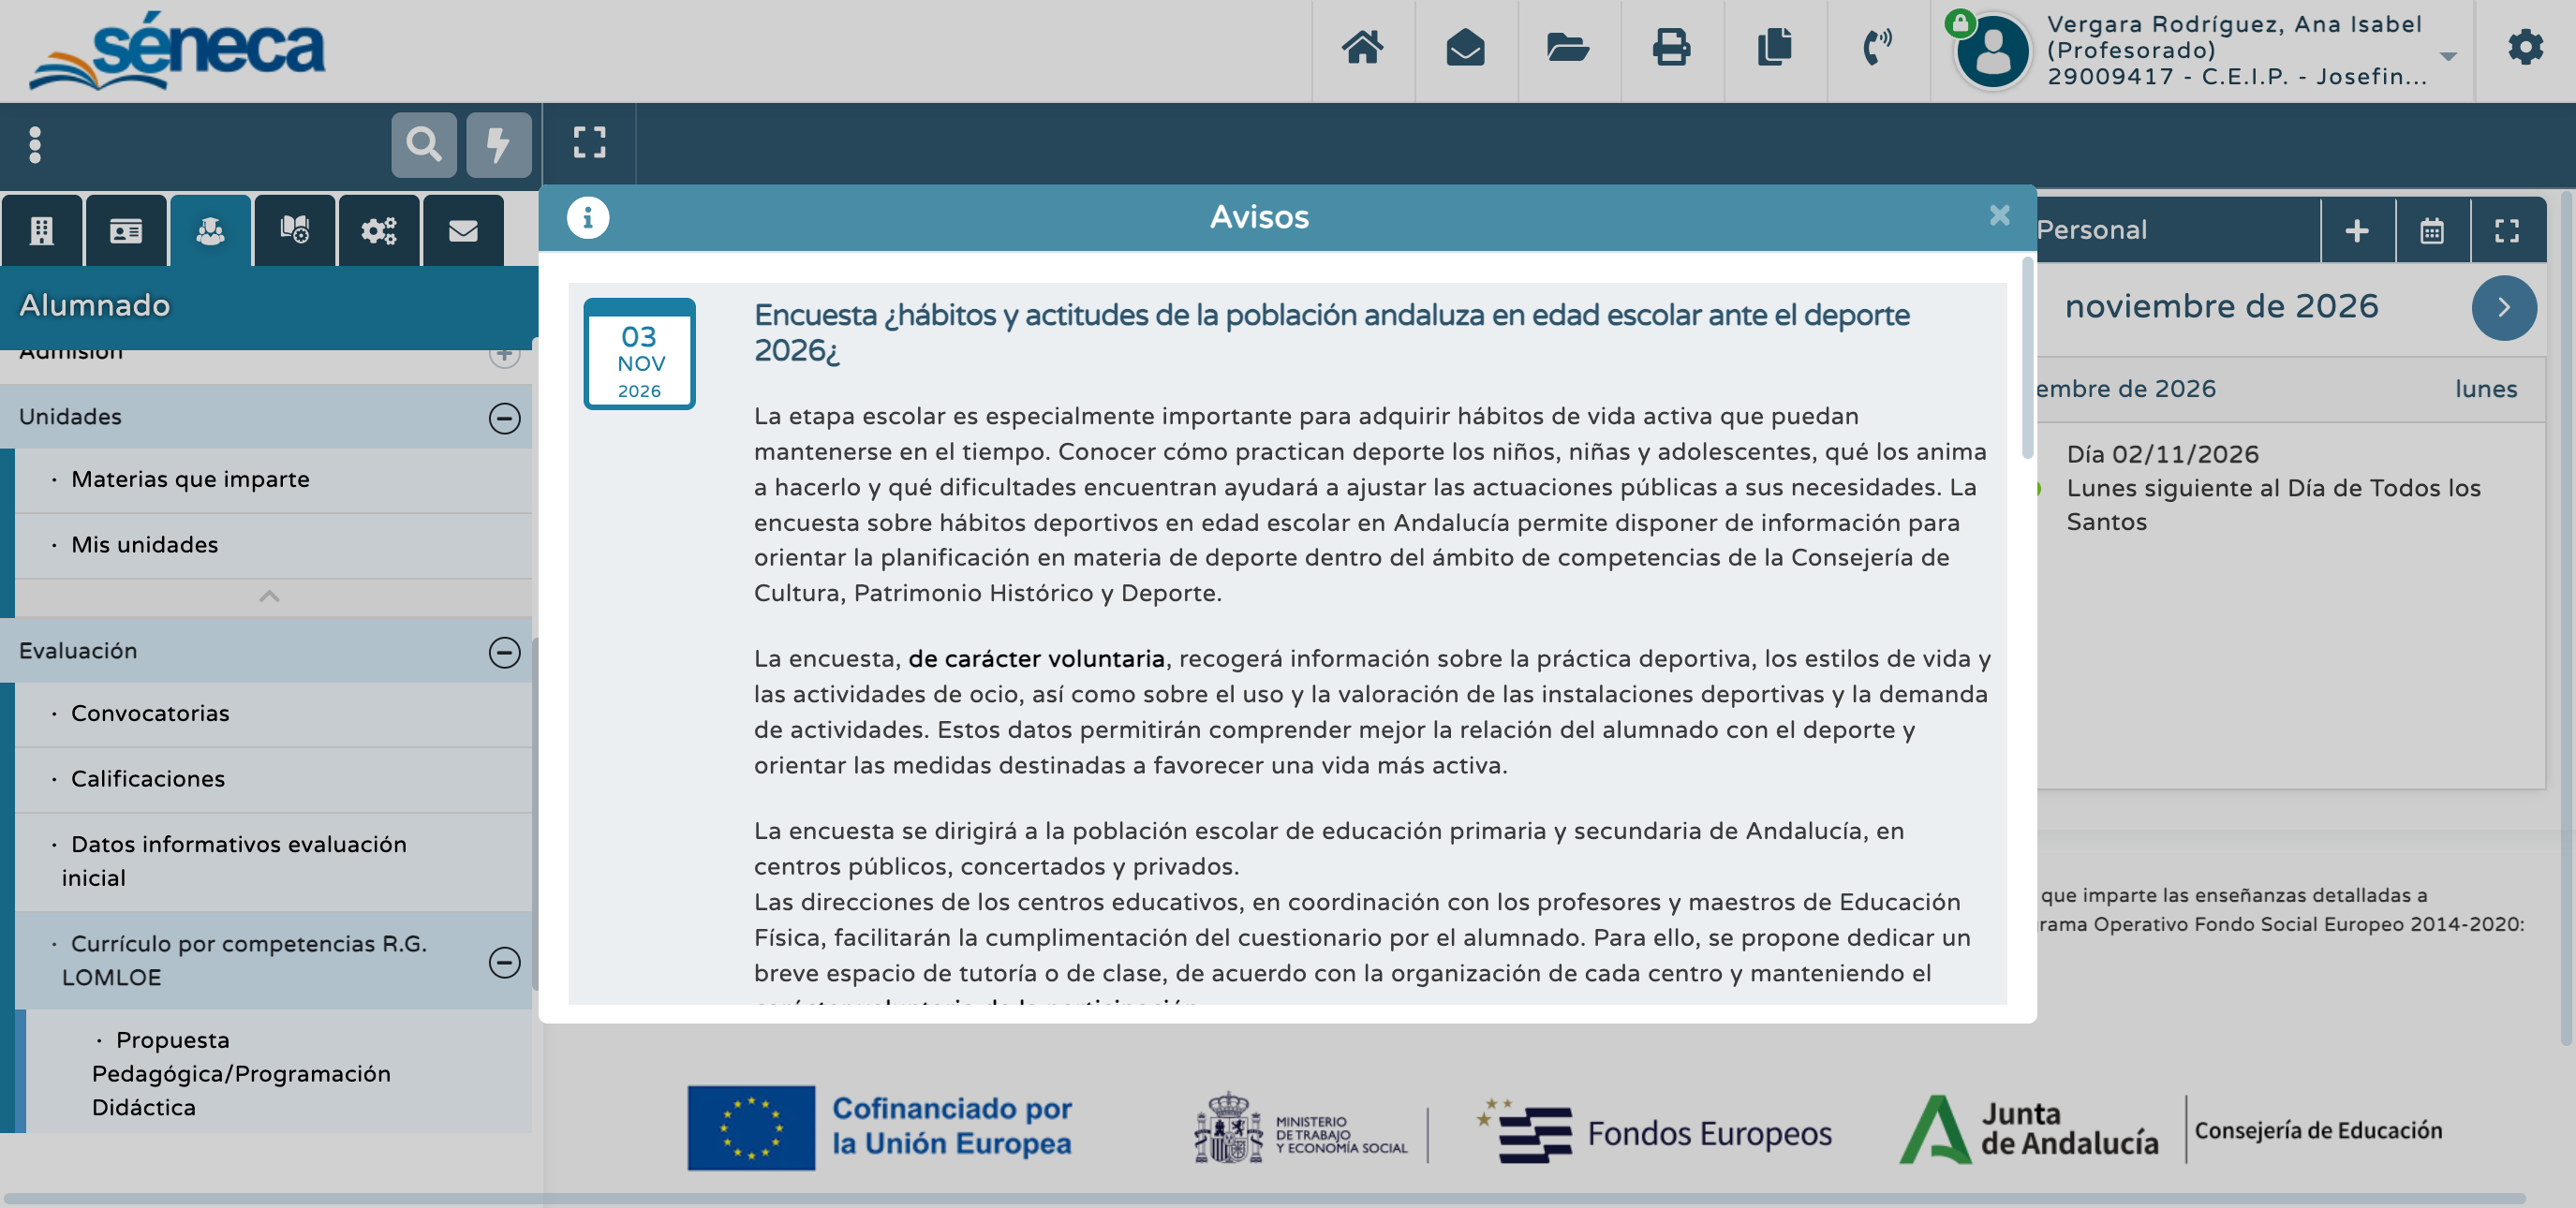 séneca
Vergara Rodríguez, Ana Isabel
(Profesorado)
29009417 - C.E.I.P. - Josefin...
Alumnado
Admisión
Unidades
· Materias que imparte
· Mis unidades
Evaluación
· Convocatorias
· Calificaciones
· Datos informativos evaluación
inicial
· Currículo por competencias R.G.
LOMLOE
· Propuesta
Pedagógica/Programación
Didáctica
Avisos
03
NOV
2026
Encuesta ¿hábitos y actitudes de la población andaluza en edad escolar ante el deporte
2026¿
La etapa escolar es especialmente importante para adquirir hábitos de vida activa que puedan
mantenerse en el tiempo. Conocer cómo practican deporte los niños, niñas y adolescentes, qué los anima
a hacerlo y qué dificultades encuentran ayudará a ajustar las actuaciones públicas a sus necesidades. La
encuesta sobre hábitos deportivos en edad escolar en Andalucía permite disponer de información para
orientar la planificación en materia de deporte dentro del ámbito de competencias de la Consejería de
Cultura, Patrimonio Histórico y Deporte.
La encuesta, de carácter voluntaria, recogerá información sobre la práctica deportiva, los estilos de vida y
las actividades de ocio, así como sobre el uso y la valoración de las instalaciones deportivas y la demanda
de actividades. Estos datos permitirán comprender mejor la relación del alumnado con el deporte y
orientar las medidas destinadas a favorecer una vida más activa.
La encuesta se dirigirá a la población escolar de educación primaria y secundaria de Andalucía, en
centros públicos, concertados y privados.
Las direcciones de los centros educativos, en coordinación con los profesores y maestros de Educación
Física, facilitarán la cumplimentación del cuestionario por el alumnado. Para ello, se propone dedicar un
breve espacio de tutoría o de clase, de acuerdo con la organización de cada centro y manteniendo el
Personal
noviembre de 2026
embre de 2026 lunes
Día 02/11/2026
Lunes siguiente al Día de Todos los
Santos
que imparte las enseñanzas detalladas a
rama Operativo Fondo Social Europeo 2014-2020:
Cofinanciado por
la Unión Europea
MINISTERIO
DE TRABAJO
Y ECONOMÍA SOCIAL
Fondos Europeos
Junta
de Andalucía
Consejería de Educación